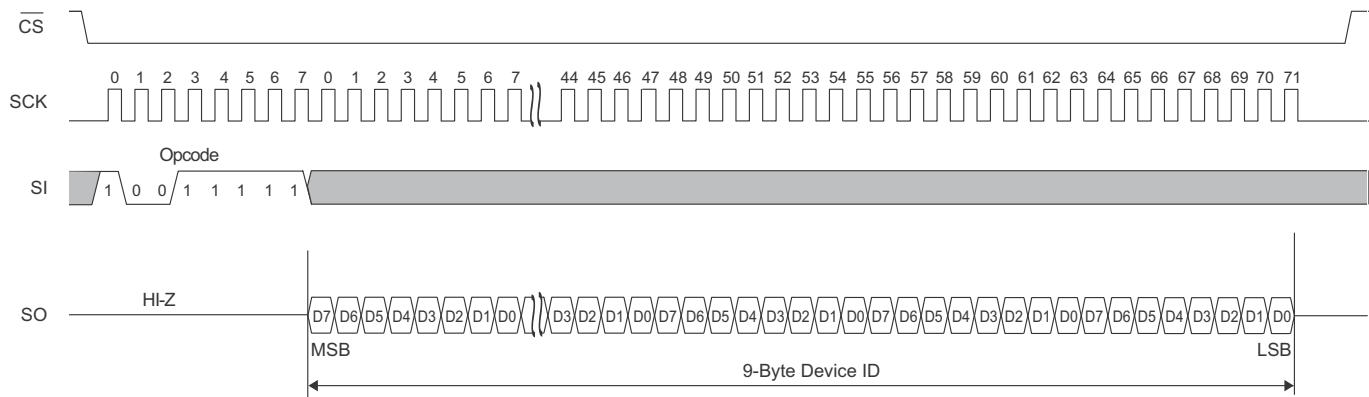 CS
0 1 2 3 4 5 6 7 0 1 2 3 4 5 6 7 44 45 46 47 48 49 50 51 52 53 54 55 56 57 58 59 60 61 62 63 64 65 66 67 68 69 70 71
SCK
Opcode
SI 1 0 0 1 1 1 1 1
HI-Z
SO D7 D6 D5 D4 D3 D2 D1 D0 D3 D2 D1 D0 D7 D6 D5 D4 D3 D2 D1 D0 D7 D6 D5 D4 D3 D2 D1 D0 D7 D6 D5 D4 D3 D2 D1 D0
MSB LSB
9-Byte Device ID